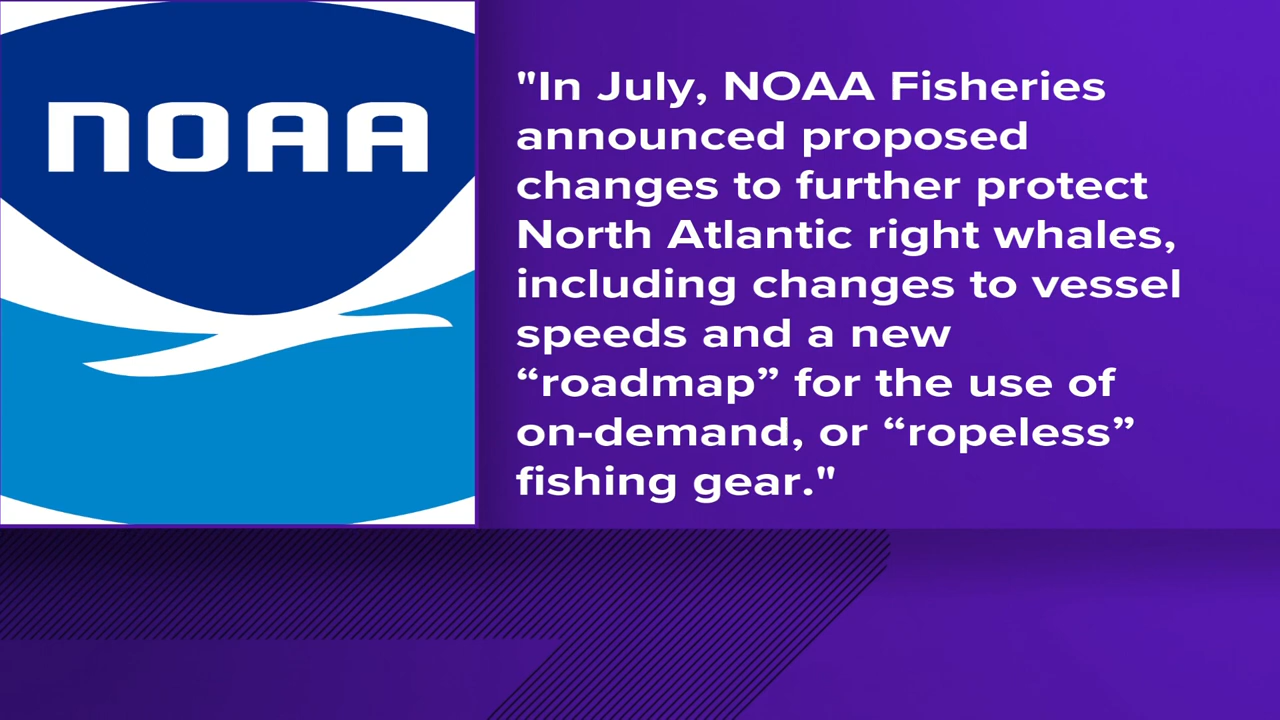 NOAA
"In July, NOAA Fisheries
announced proposed
changes to further protect
North Atlantic right whales,
including changes to vessel
speeds and a new
“roadmap” for the use of
on-demand, or “ropeless”
fishing gear."